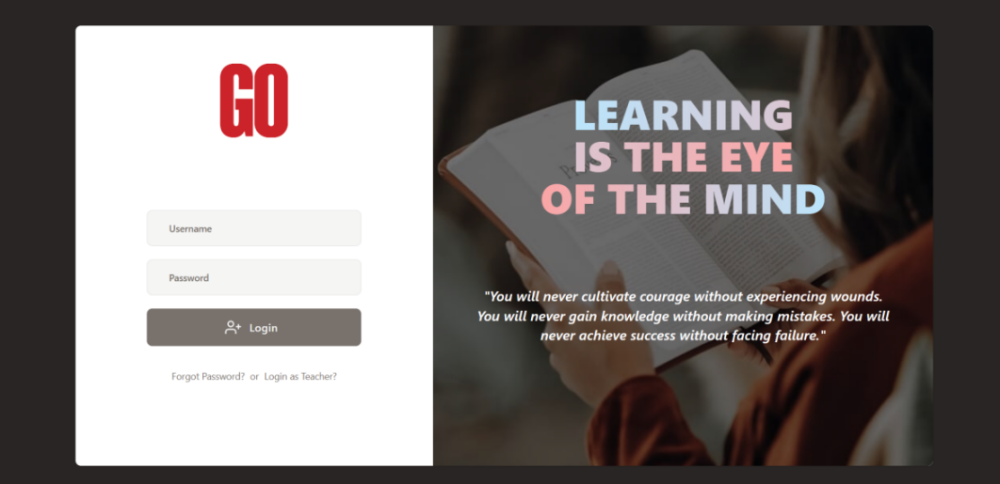 GO
Username
Password
Login
Forgot Password? or Login as Teacher?
LEARNING
IS THE EYE
OF THE MIND
"You will never cultivate courage without experiencing wounds.
You will never gain knowledge without making mistakes. You will
never achieve success without facing failure."